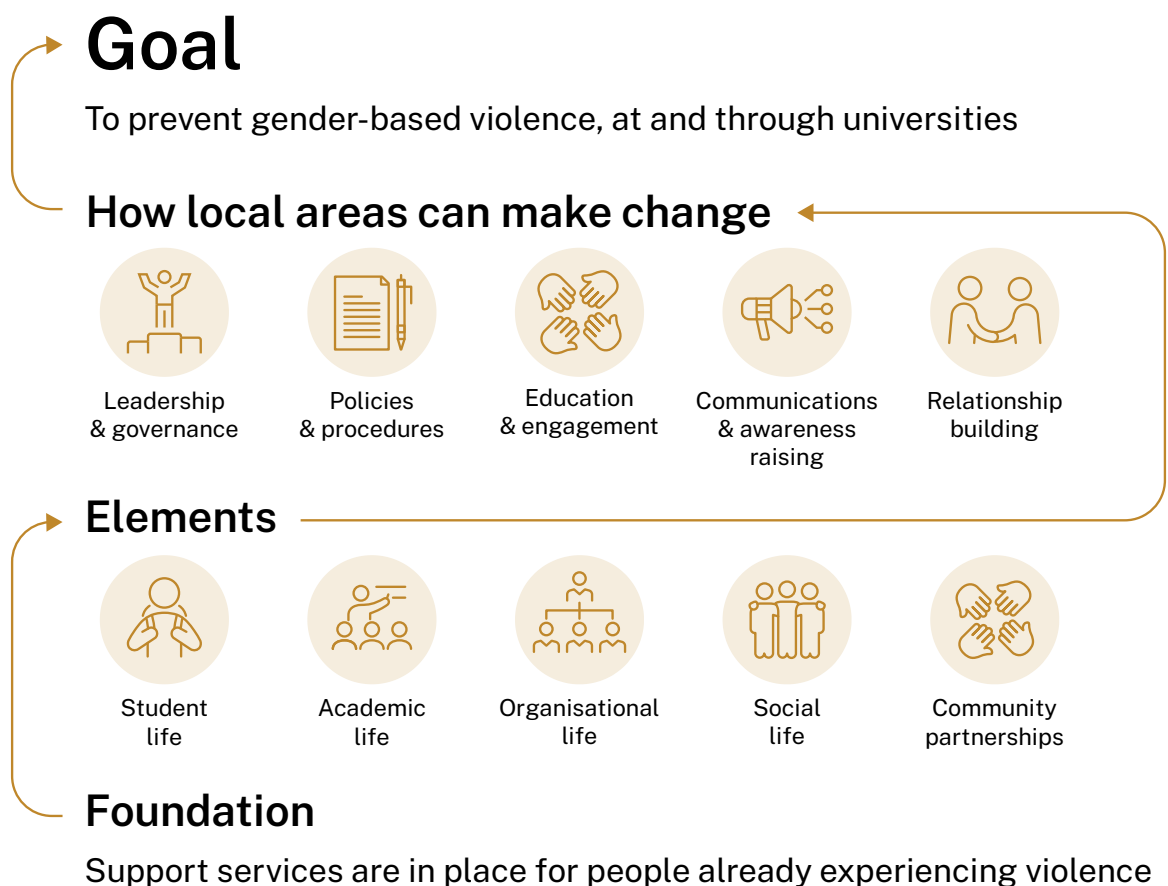 Goal
To prevent gender-based violence, at and through universities
How local areas can make change
Leadership
& governance
Policies
& procedures
Education
& engagement
Communications
& awareness
raising
Relationship
building
Elements
Student
life
Academic
life
Organisational
life
Social
life
Community
partnerships
Foundation
Support services are in place for people already experiencing violence